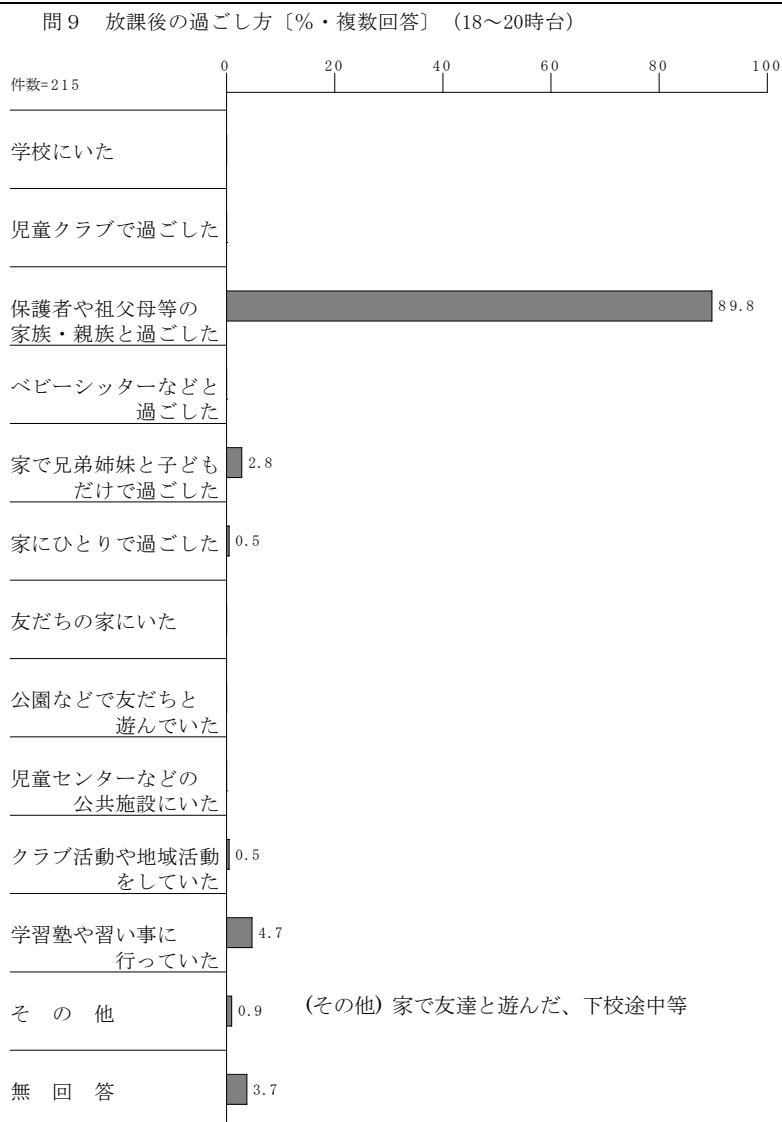 問９　放課後の過ごし方〔％・複数回答〕（18～20時台）
0 20 40 60 80 100
件数=215
学校にいた
児童クラブで過ごした
保護者や祖父母等の
家族・親族と過ごした
89.8
ベビーシッターなどと
過ごした
家で兄弟姉妹と子ども
だけで過ごした
2.8
家にひとりで過ごした 0.5
友だちの家にいた
公園などで友だちと
遊んでいた
児童センターなどの
公共施設にいた
クラブ活動や地域活動
をしていた
0.5
学習塾や習い事に
行っていた
4.7
そ　の　他 0.9 (その他) 家で友達と遊んだ、下校途中等
無　回　答 3.7